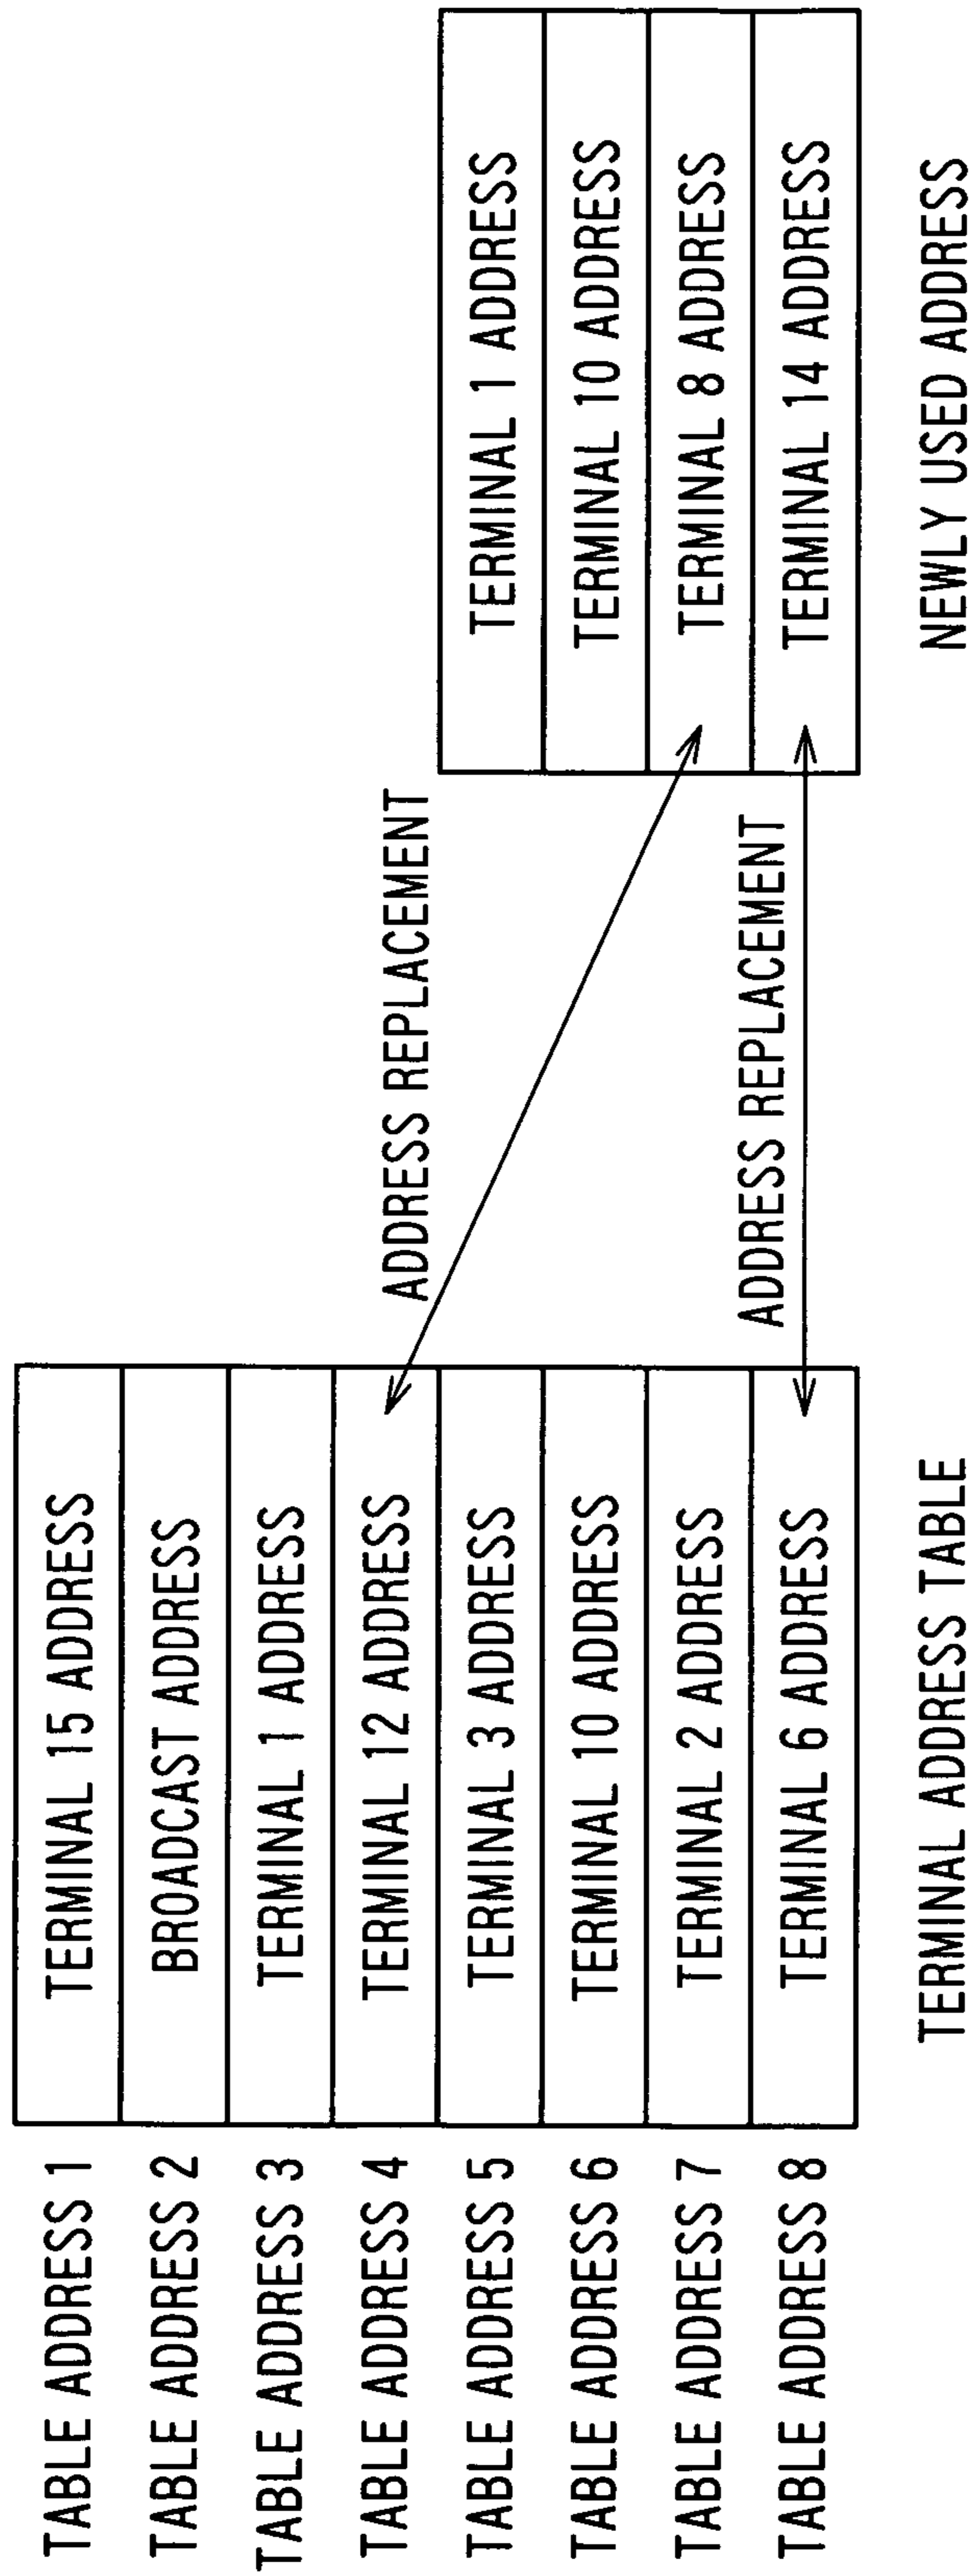 TABLE ADDRESS 1
TERMINAL 15 ADDRESS
TABLE ADDRESS 2
BROADCAST ADDRESS
TABLE ADDRESS 3
TERMINAL 1 ADDRESS
TABLE ADDRESS 4
TERMINAL 12 ADDRESS
TABLE ADDRESS 5
TERMINAL 3 ADDRESS
TABLE ADDRESS 6
TERMINAL 10 ADDRESS
TABLE ADDRESS 7
TERMINAL 2 ADDRESS
TABLE ADDRESS 8
TERMINAL 6 ADDRESS
TERMINAL ADDRESS TABLE
ADDRESS REPLACEMENT
ADDRESS REPLACEMENT
TERMINAL 1 ADDRESS
TERMINAL 10 ADDRESS
TERMINAL 8 ADDRESS
TERMINAL 14 ADDRESS
NEWLY USED ADDRESS